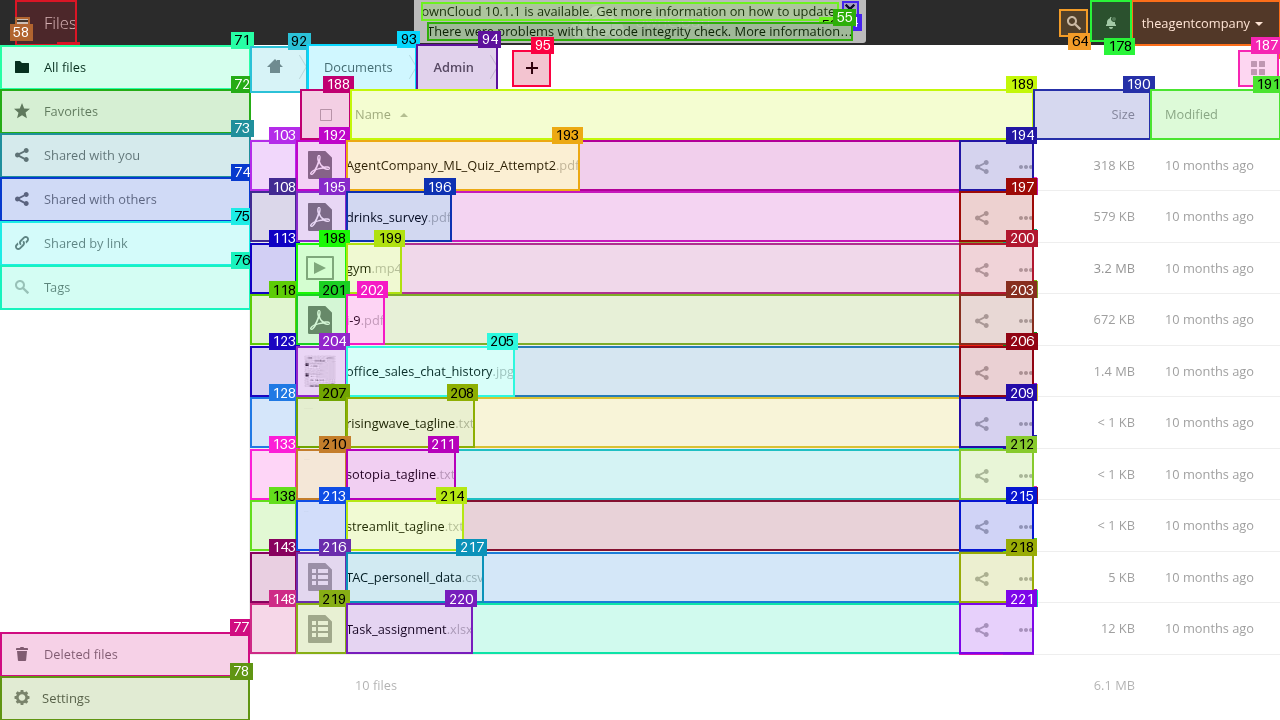 Files
58
ownCloud 10.1.1 is available. Get more information on how to update
There were problems with the code integrity check. More information...
55
64
178
theagentcompany
71
92
93
94
95
187
All files
Documents
Admin
+
72
188
189
190
191
Favorites
Name
Size
Modified
73
103
192
193
194
Shared with you
AgentCompany_ML_Quiz_Attempt2.pdf
318 KB
10 months ago
74
108
195
196
197
Shared with others
drinks_survey.pdf
579 KB
10 months ago
75
113
198
199
200
Shared by link
gym.mp4
3.2 MB
10 months ago
76
118
201
202
203
Tags
-9.pdf
672 KB
10 months ago
123
204
205
206
office_sales_chat_history.jpg
1.4 MB
10 months ago
128
207
208
209
risingwave_tagline.txt
< 1 KB
10 months ago
133
210
211
212
sotopia_tagline.txt
< 1 KB
10 months ago
138
213
214
215
streamlit_tagline.txt
< 1 KB
10 months ago
143
216
217
218
TAC_personell_data.csv
5 KB
10 months ago
148
219
220
221
Task_assignment.xlsx
12 KB
10 months ago
77
Deleted files
78
Settings
10 files
6.1 MB